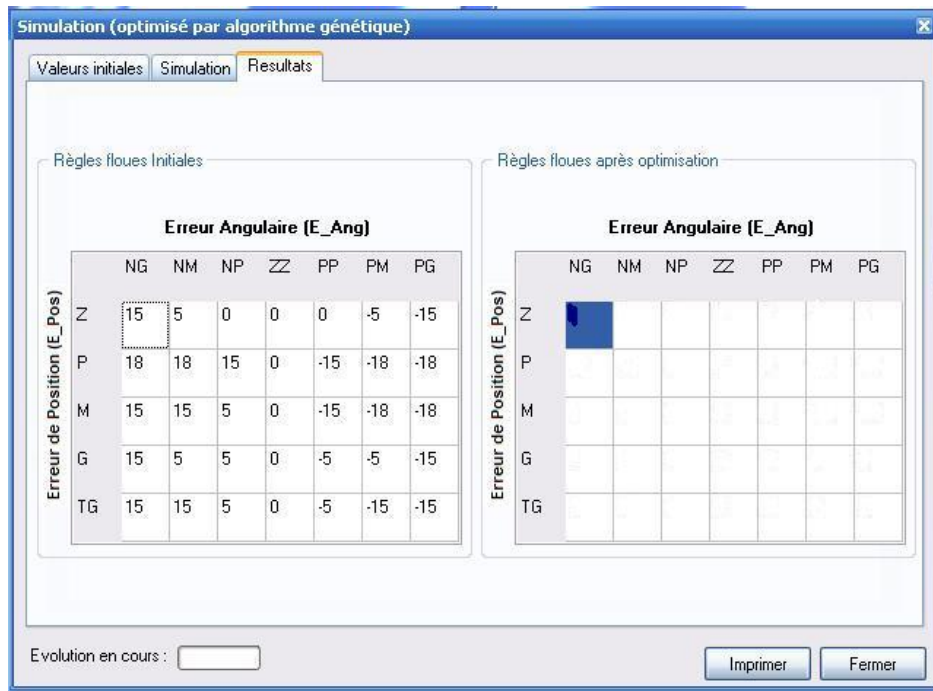 Simulation (optimisé par algorithme génétique)
Valeurs initiales Simulation Resultats
Règles floues Initiales
Erreur Angulaire (E_Ang)
NG NM NP ZZ PP PM PG
Erreur de Position (E_Pos)
Z 15 5 0 0 0 -5 -15
P 18 18 15 0 -15 -18 -18
M 15 15 5 0 -15 -18 -18
G 15 5 5 0 -5 -5 -15
TG 15 15 5 0 -5 -15 -15
Règles floues après optimisation
Erreur Angulaire (E_Ang)
NG NM NP ZZ PP PM PG
Erreur de Position (E_Pos)
Z
P
M
G
TG
Evolution en cours :
Imprimer Fermer